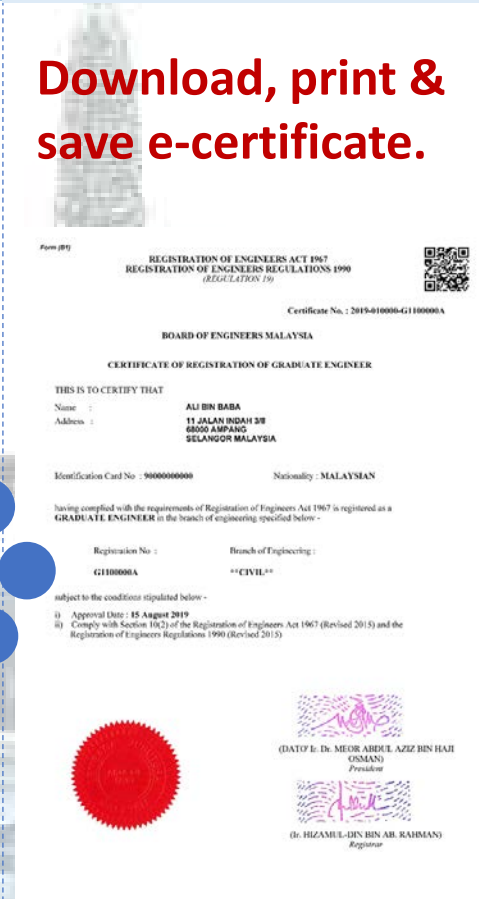 Download, print &
save e-certificate.
Form (B1)
REGISTRATION OF ENGINEERS ACT 1967
REGISTRATION OF ENGINEERS REGULATIONS 1990
(REGULATION 19)
Certificate No. : 2019-010000-G1100000A
BOARD OF ENGINEERS MALAYSIA
CERTIFICATE OF REGISTRATION OF GRADUATE ENGINEER
THIS IS TO CERTIFY THAT
Name : ALI BIN BABA
Address : 11 JALAN INDAH 3/8
68000 AMPANG
SELANGOR MALAYSIA
Identification Card No : 90000000000 Nationality : MALAYSIAN
having complied with the requirements of Registration of Engineers Act 1967 is registered as a
GRADUATE ENGINEER in the branch of engineering specified below -
Registration No : Branch of Engineering :
G1100000A **CIVIL**
subject to the conditions stipulated below -
i) Approval Date : 15 August 2019
ii) Comply with Section 10(2) of the Registration of Engineers Act 1967 (Revised 2015) and the
Registration of Engineers Regulations 1990 (Revised 2015)
(DATO' Ir. Dr. MEOR ABDUL AZIZ BIN HAJI
OSMAN)
President
(Ir. HIZAMUL-DIN BIN AB. RAHMAN)
Registrar